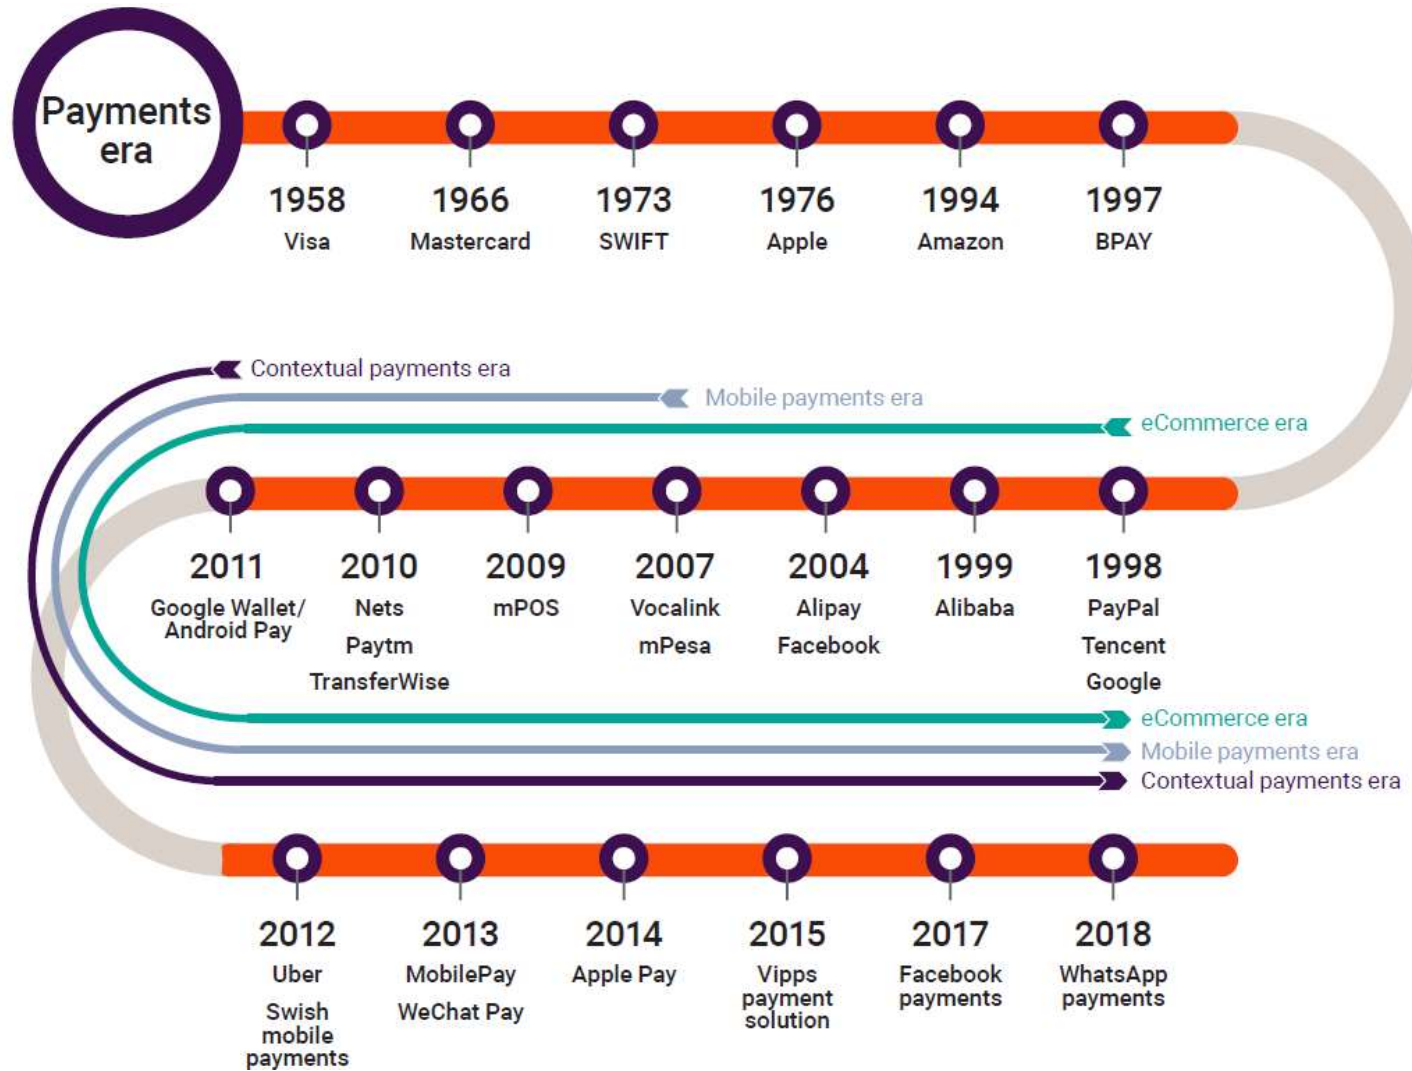 Payments
era
1958
Visa
1966
Mastercard
1973
SWIFT
1976
Apple
1994
Amazon
1997
BPAY
Contextual payments era
Mobile payments era
eCommerce era
2011
Google Wallet/
Android Pay
2010
Nets
Paytm
TransferWise
2009
mPOS
2007
Vocalink
mPesa
2004
Alipay
Facebook
1999
Alibaba
1998
PayPal
Tencent
Google
eCommerce era
Mobile payments era
Contextual payments era
2012
Uber
Swish
mobile
payments
2013
MobilePay
WeChat Pay
2014
Apple Pay
2015
Vipps
payment
solution
2017
Facebook
payments
2018
WhatsApp
payments